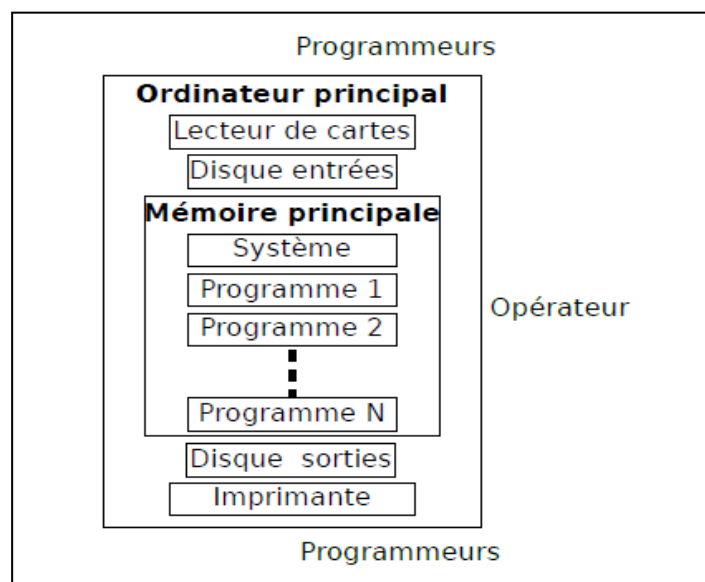 Programmeurs
Ordinateur principal
Lecteur de cartes
Disque entrées
Mémoire principale
Système
Programme 1
Programme 2
Opérateur
Programme N
Disque sorties
Imprimante
Programmeurs